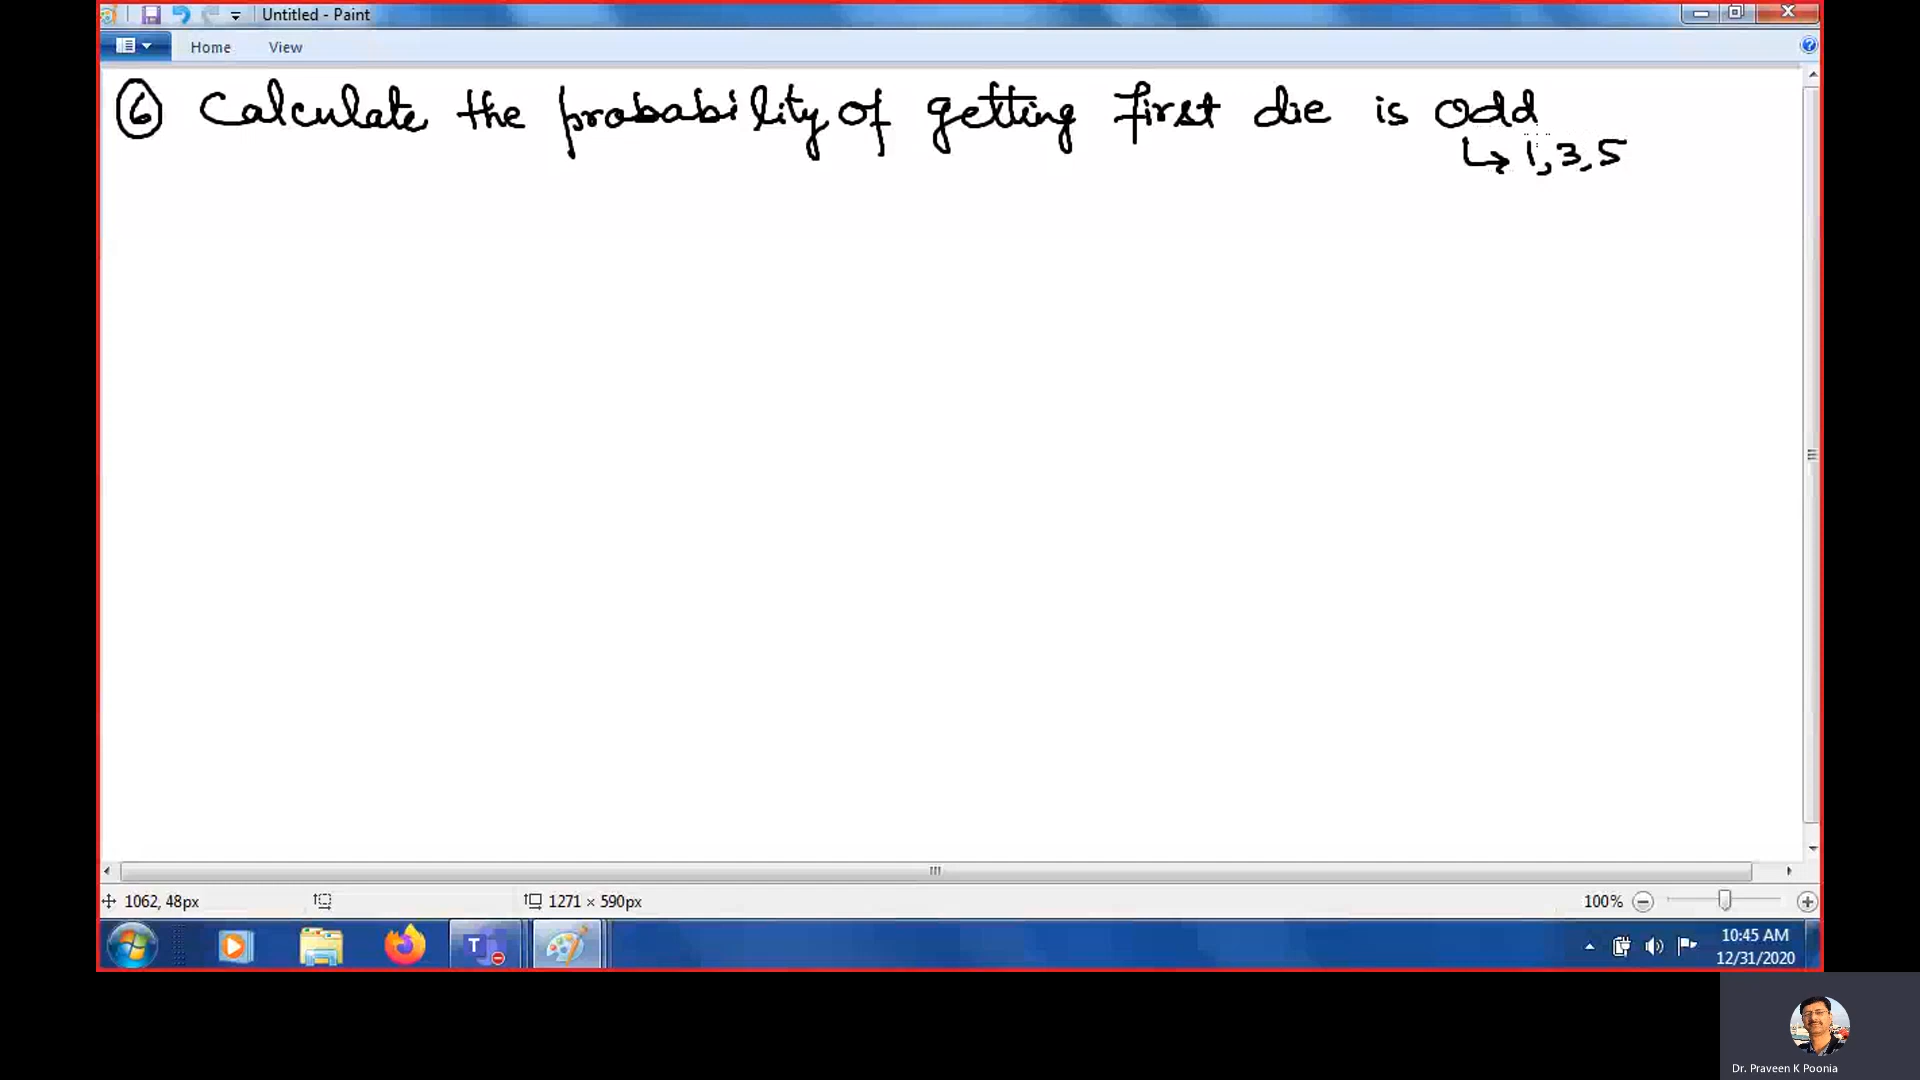 Untitled - Paint
Home View
6 Calculate the probability of getting first die is odd
↳ 1,3,5
1062, 48px 1271 × 590px 100%
T
10:45 AM
12/31/2020
Dr. Praveen K Poonia